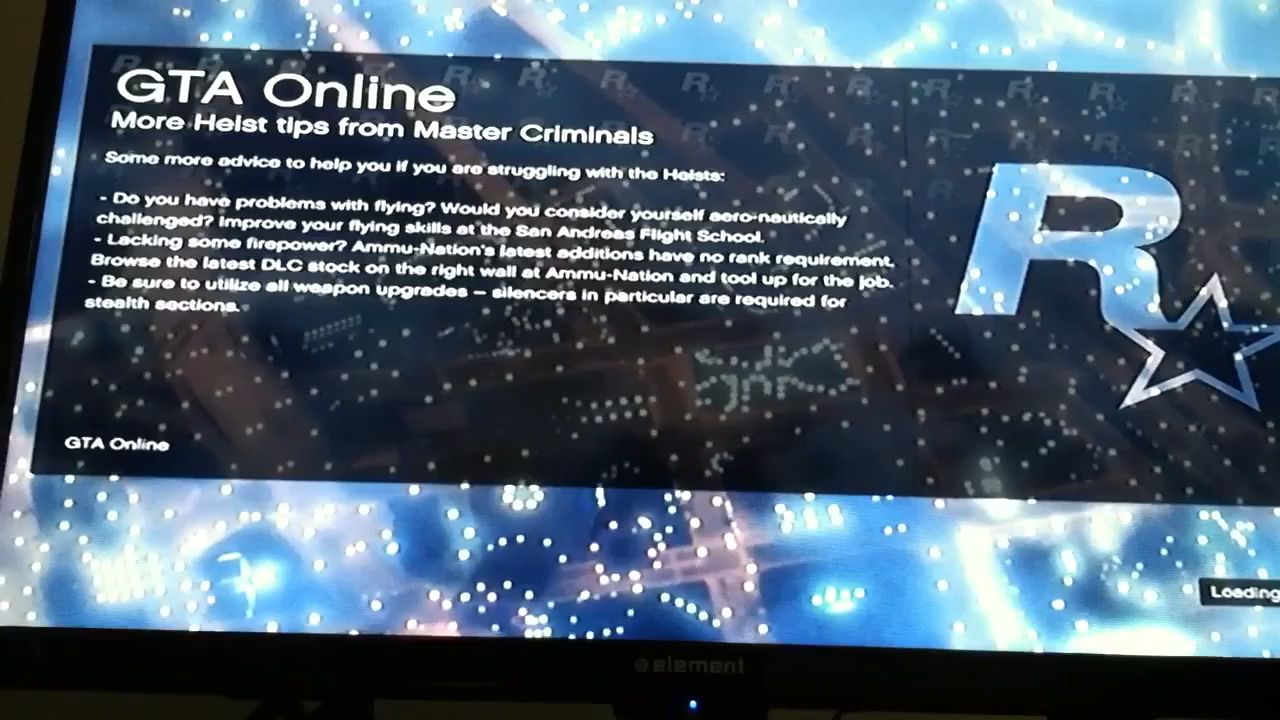 GTA Online
More Heist tips from Master Criminals
Some more advice to help you if you are struggling with the Heists:
- Do you have problems with flying? Would you consider yourself aero-nautically
challenged? Improve your flying skills at the San Andreas Flight School.
- Lacking some firepower? Ammu-Nation's latest additions have no rank requirement.
Browse the latest DLC stock on the right wall at Ammu-Nation and tool up for the job.
- Be sure to utilize all weapon upgrades – silencers in particular are required for
stealth sections.
R
GTA Online
Loading
element